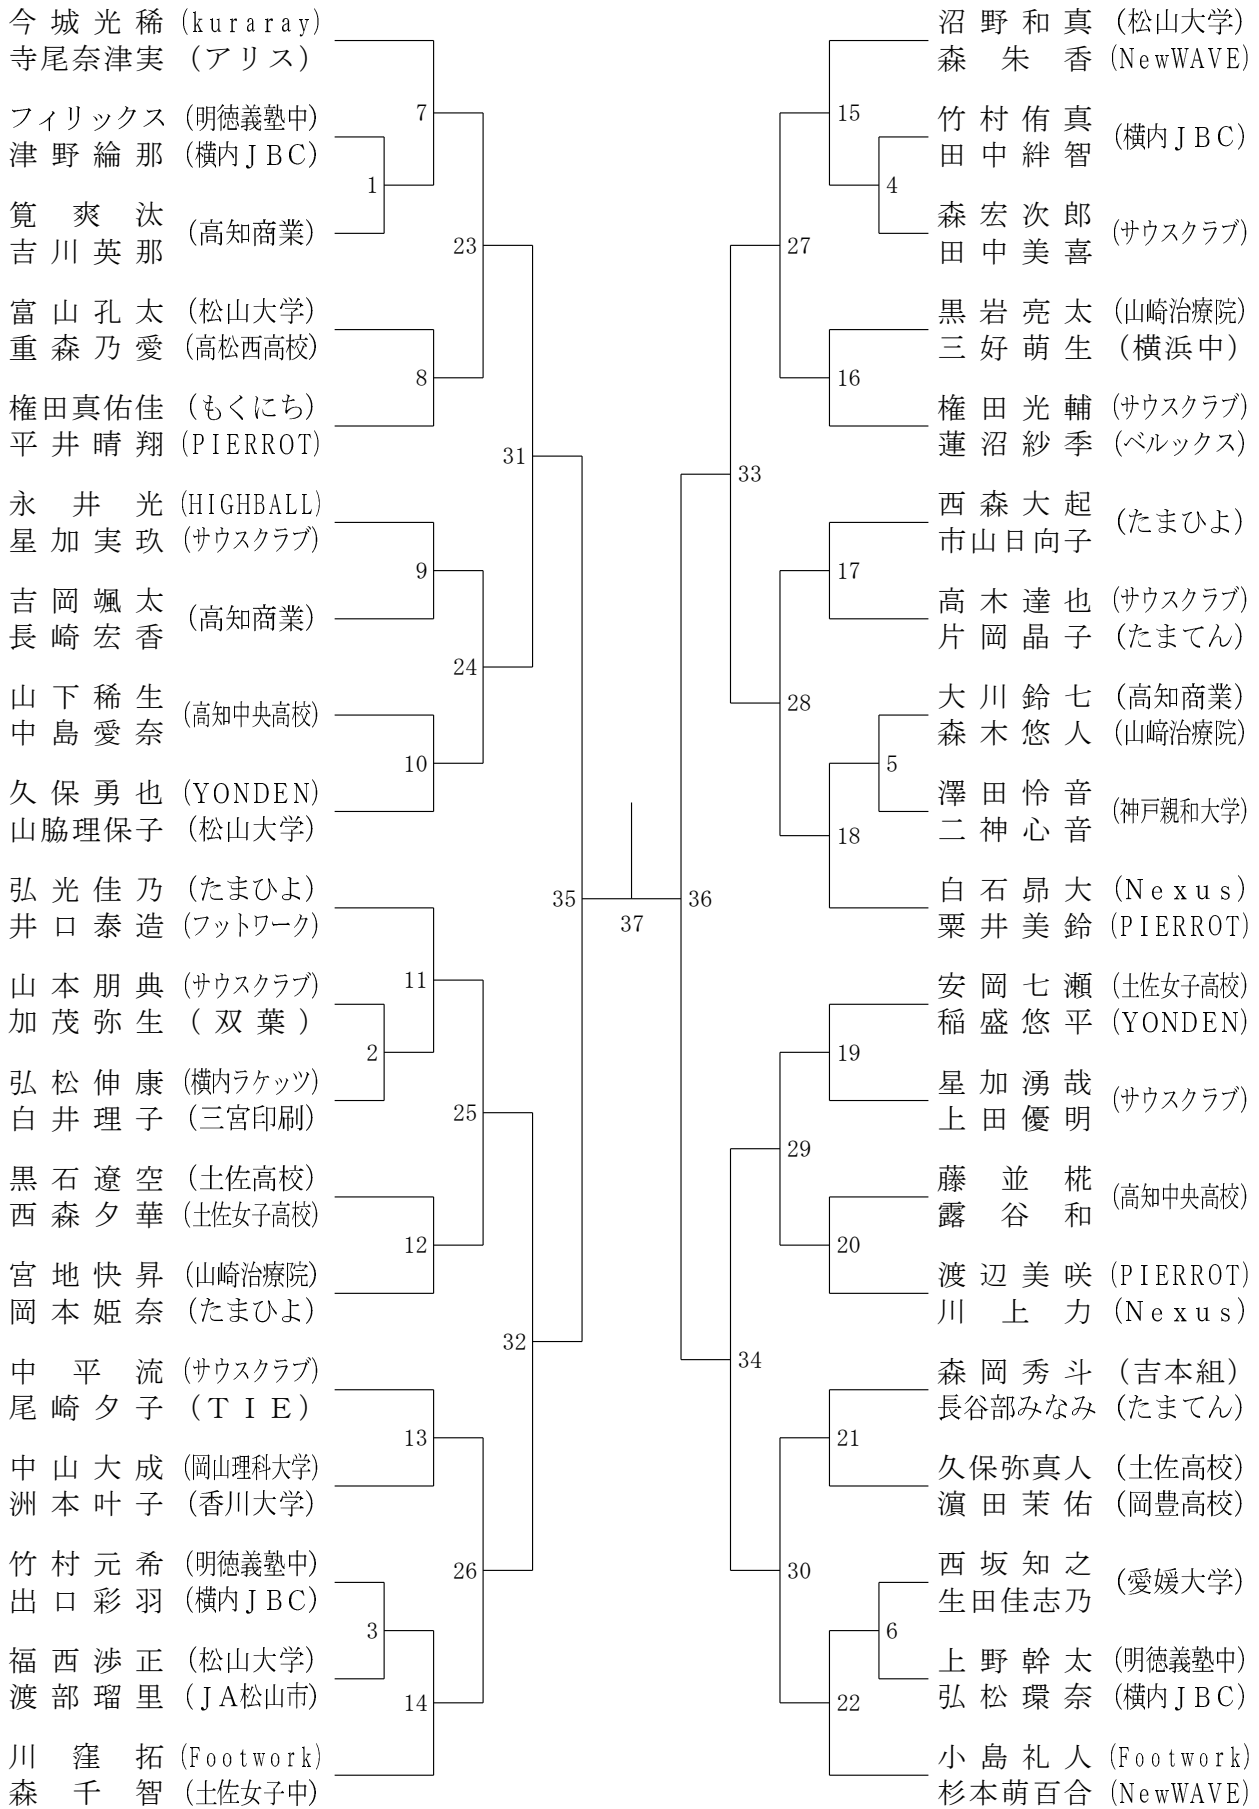 今城光稀 (kuraray)
寺尾奈津実 (アリス)
フィリックス (明徳義塾中)
津野綸那 (横内JBC)
筧爽汰
吉川英那
(高知商業)
富山孔太 (松山大学)
重森乃愛 (高松西高校)
権田真佑佳 (もくにち)
平井晴翔 (PIERROT)
永井光 (HIGHBALL)
星加実玖 (サウスクラブ)
吉岡颯太
長崎宏香
(高知商業)
山下稀生
中島愛奈
(高知中央高校)
久保勇也 (YONDEN)
山脇理保子 (松山大学)
弘光佳乃 (たまひよ)
井口泰造 (フットワーク)
山本朋典 (サウスクラブ)
加茂弥生 (双葉)
弘松伸康 (横内ラケッツ)
白井理子 (三宮印刷)
黒石遼空 (土佐高校)
西森夕華 (土佐女子高校)
宮地快昇 (山崎治療院)
岡本姫奈 (たまひよ)
中平流 (サウスクラブ)
尾崎夕子 (TIE)
中山大成 (岡山理科大学)
洲本叶子 (香川大学)
竹村元希 (明徳義塾中)
出口彩羽 (横内JBC)
福西渉正 (松山大学)
渡部瑠里 (JA松山市)
川窪拓 (Footwork)
森千智 (土佐女子中)
1
2
3
7
8
9
10
11
12
13
14
23
24
25
26
31
32
35
37
36
33
34
27
28
29
30
15
16
17
18
19
20
21
22
4
5
6
沼野和真 (松山大学)
森朱香 (NewWAVE)
竹村侑真
田中絆智
(横内JBC)
森宏次郎
田中美喜
(サウスクラブ)
黒岩亮太 (山崎治療院)
三好萌生 (横浜中)
権田光輔 (サウスクラブ)
蓮沼紗季 (ベルックス)
西森大起
市山日向子
(たまひよ)
高木達也 (サウスクラブ)
片岡晶子 (たまてん)
大川鈴七 (高知商業)
森木悠人 (山﨑治療院)
澤田怜音
二神心音
(神戸親和大学)
白石昴大 (Nexus)
粟井美鈴 (PIERROT)
安岡七瀬 (土佐女子高校)
稲盛悠平 (YONDEN)
星加湧哉
上田優明
(サウスクラブ)
藤並椛
露谷和
(高知中央高校)
渡辺美咲 (PIERROT)
川上力 (Nexus)
森岡秀斗 (吉本組)
長谷部みなみ (たまてん)
久保弥真人 (土佐高校)
濵田茉佑 (岡豊高校)
西坂知之
生田佳志乃
(愛媛大学)
上野幹太 (明徳義塾中)
弘松環奈 (横内JBC)
小島礼人 (Footwork)
杉本萌百合 (NewWAVE)